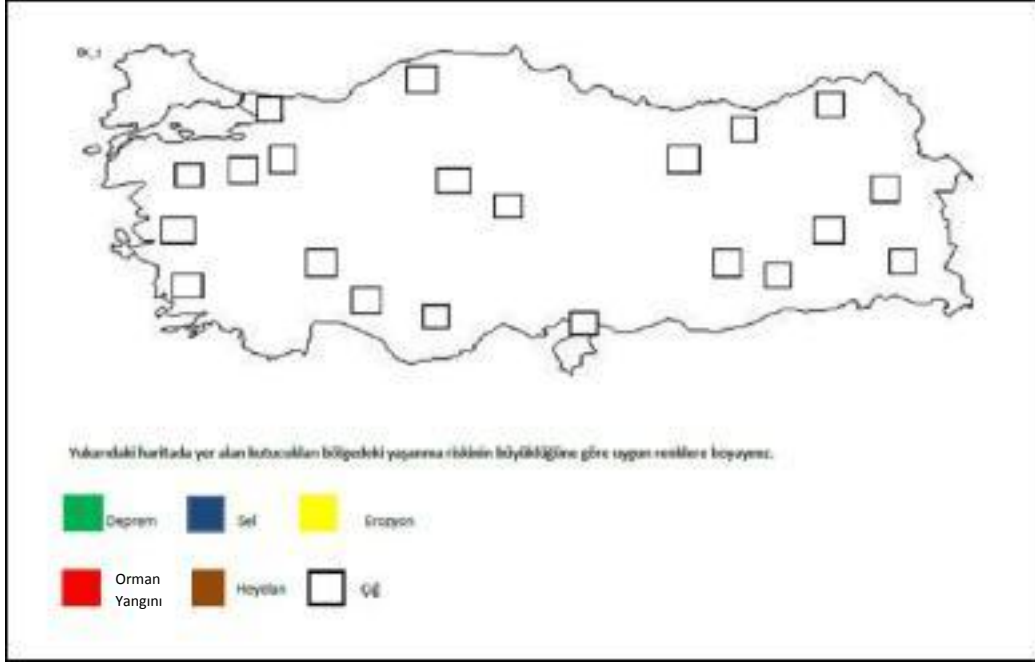 EK_1
Yukarıdaki haritada yer alan kutucukları bölgedeki yaşanma riskinin büyüklüğüne göre uygun renklere boyayınız.
Deprem Sel Erozyon
Orman
Yangını
Heyelan Çığ